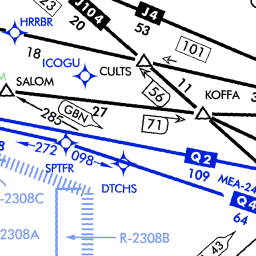 23
J104
J4
HRRBR
20
53
18
101
ICOGU
CULTS
11
SALOM
56
KOFFA
GBN
27
285
71
272
098
Q2
SPTFR
109
MEA-24
DTCHS
Q4
-2308C
64
2308A
R-2308B
43